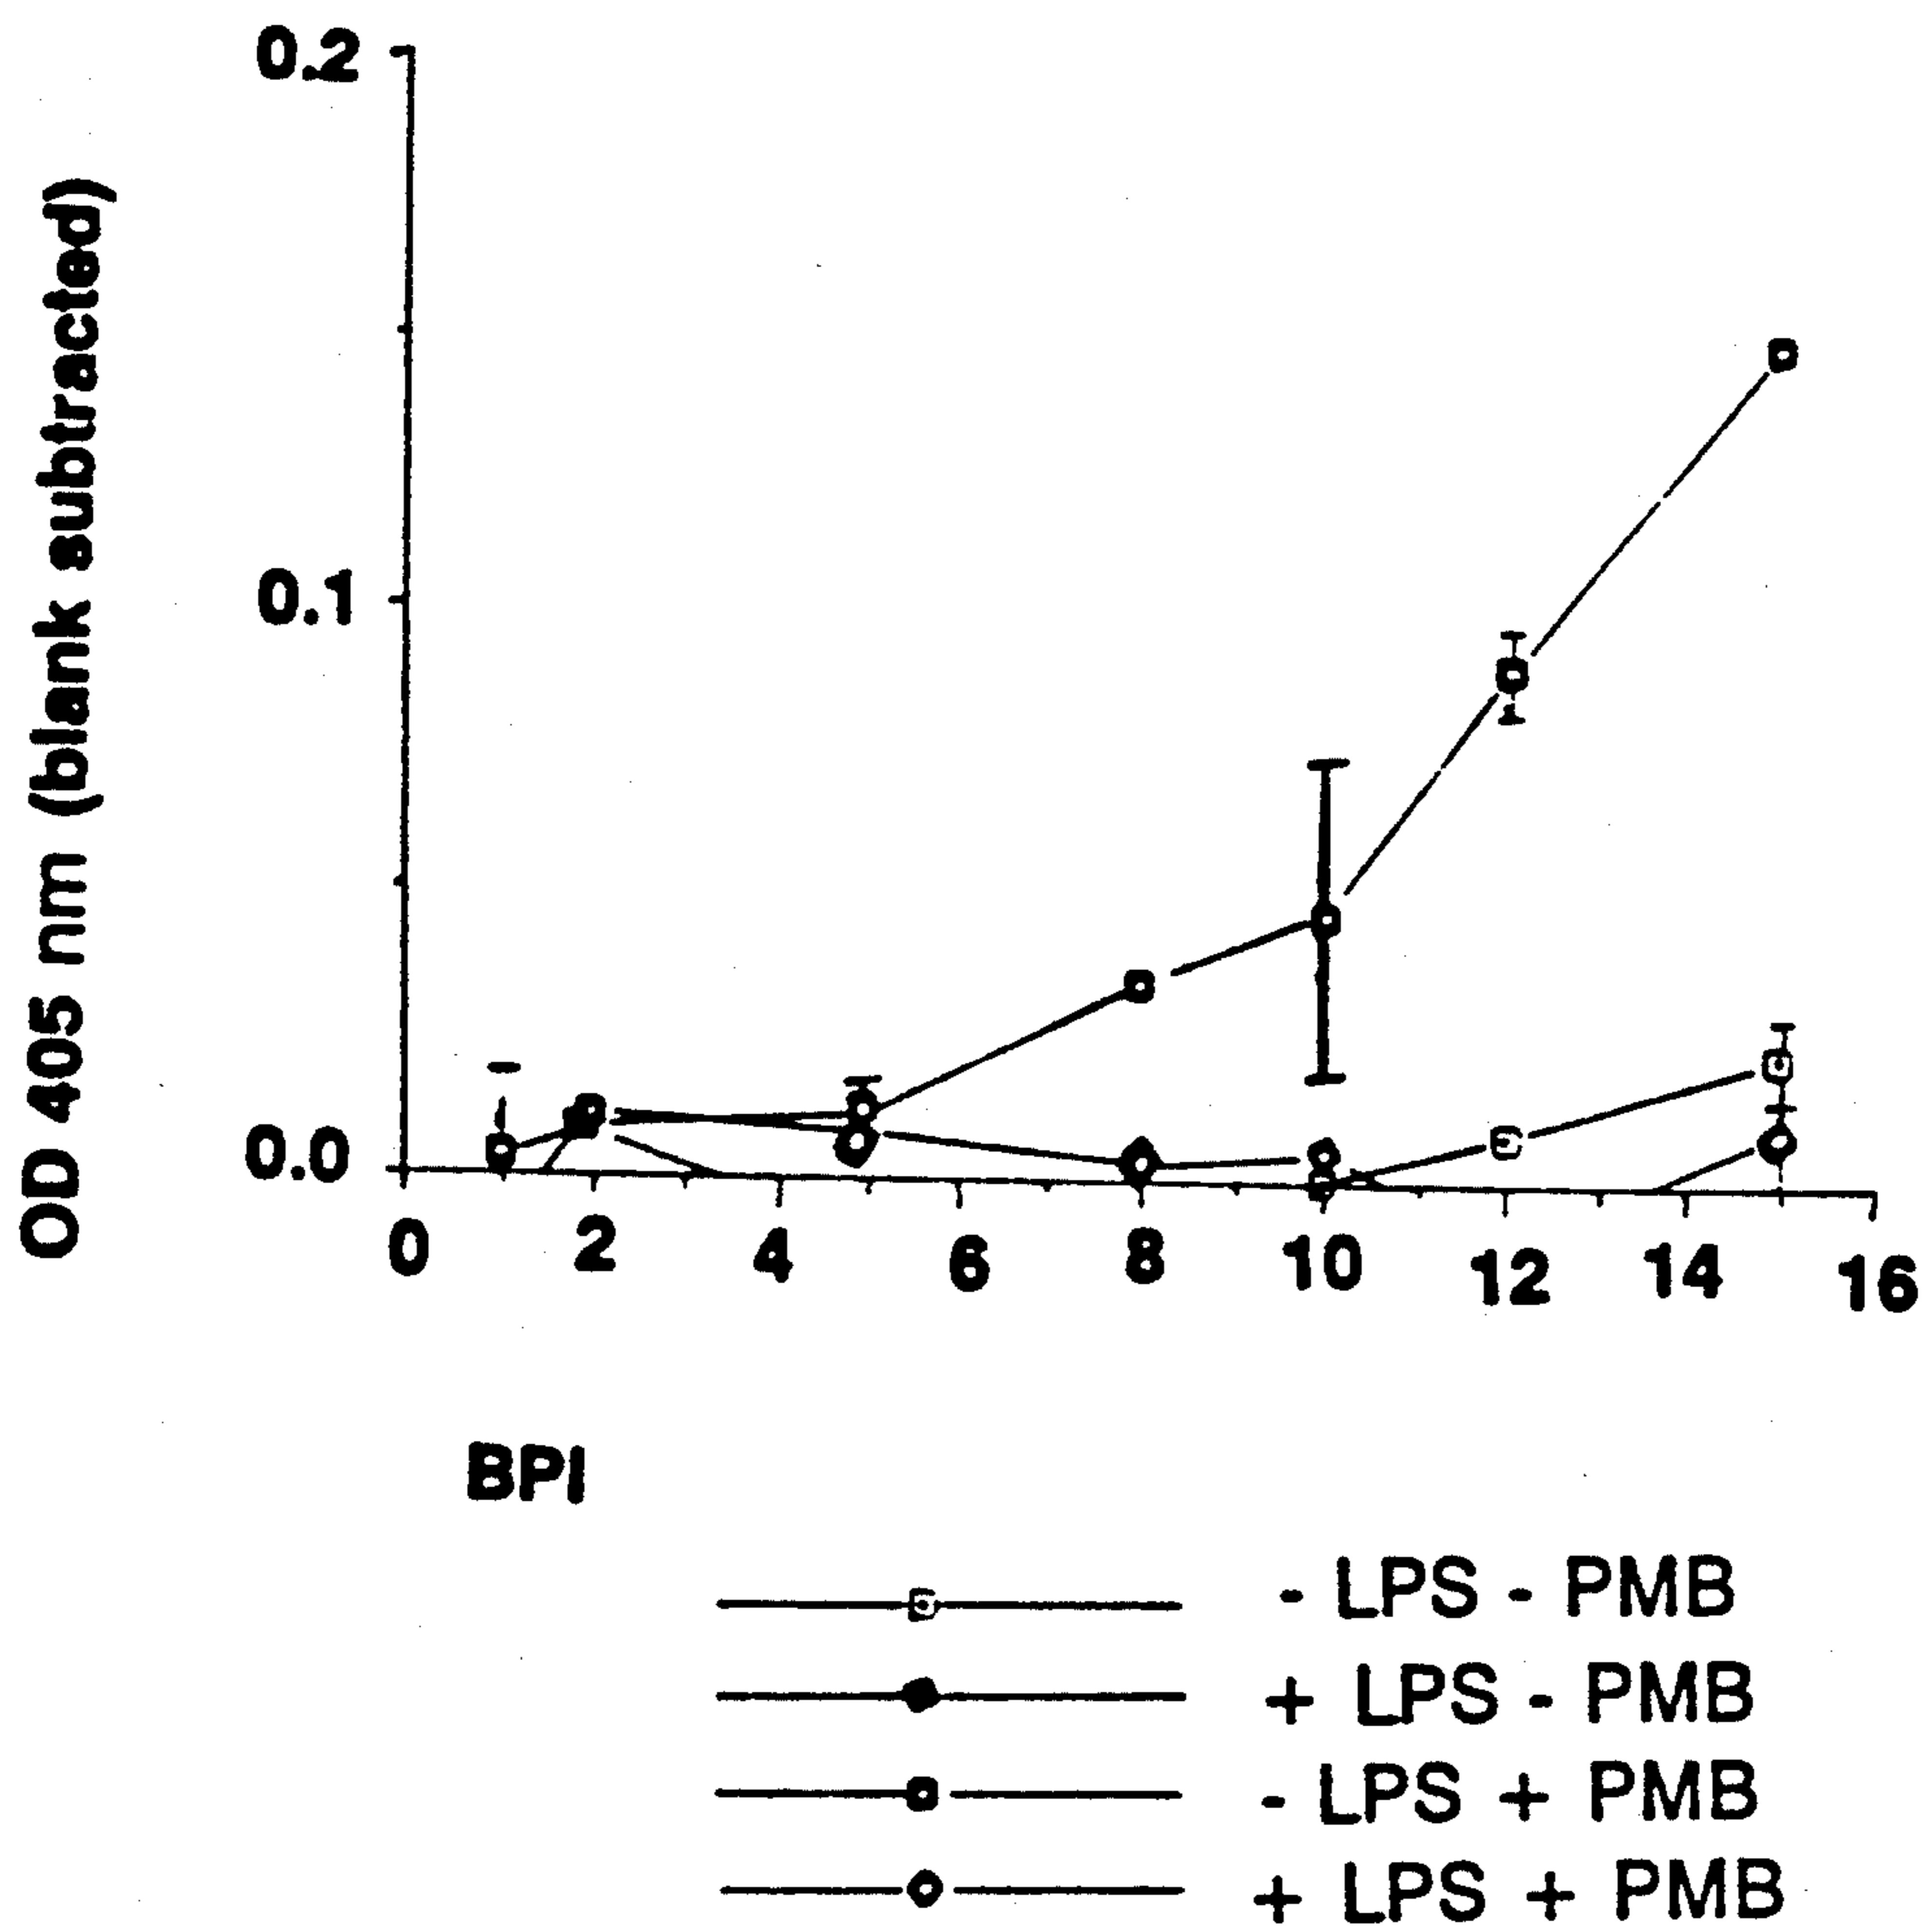 OD 405 nm (blank subtracted)
0.2
0.1
0.0
0 2 4 6 8 10 12 14 16
BPI
- LPS - PMB
+ LPS - PMB
- LPS + PMB
+ LPS + PMB